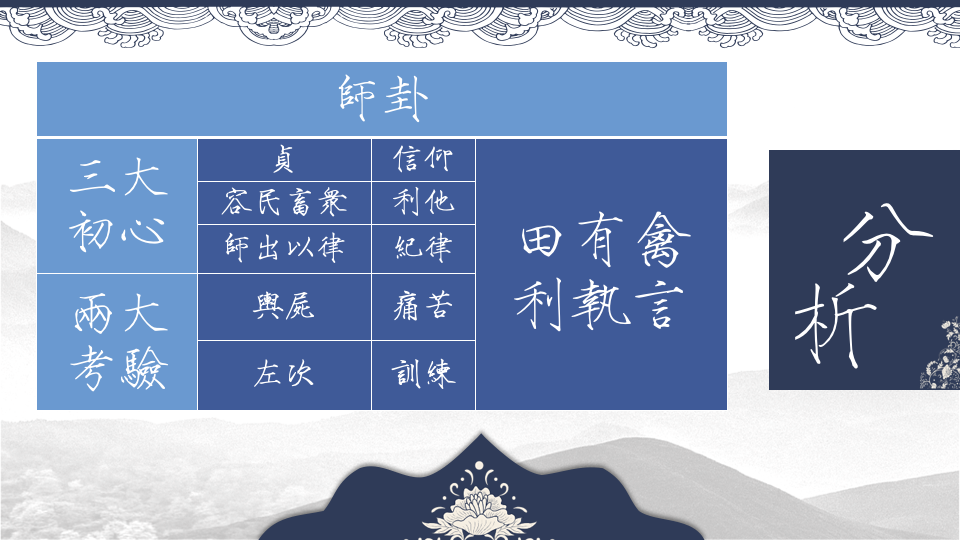 師卦
三大
初心
貞
信仰
容民畜衆
利他
師出以律
紀律
兩大
考驗
輿屍
痛苦
左次
訓練
田有禽
利執言
分
析